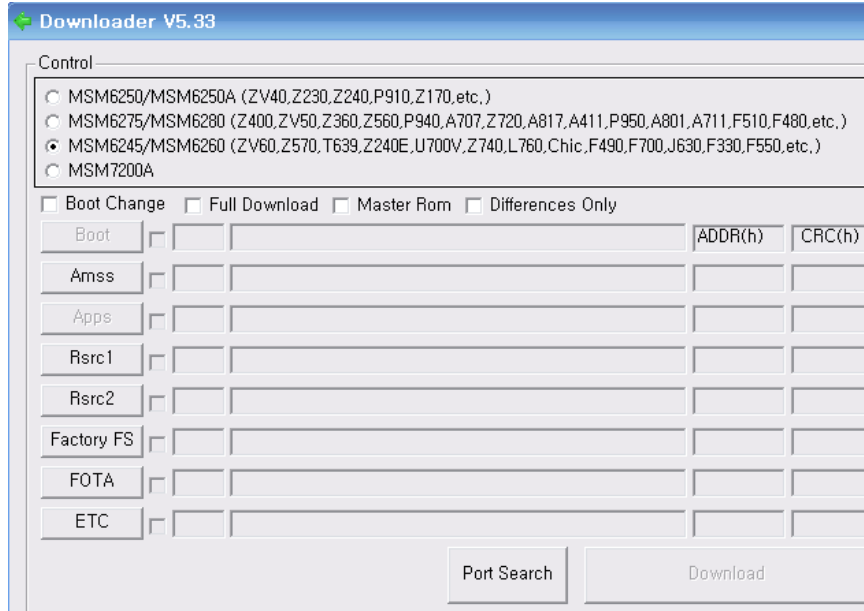 Downloader V5.33
Control
MSM6250/MSM6250A (ZV40,Z230,Z240,P910,Z170,etc,)
MSM6275/MSM6280 (Z400,ZV50,Z360,Z560,P940,A707,Z720,A817,A411,P950,A801,A711,F510,F480,etc,)
MSM6245/MSM6260 (ZV60,Z570,T639,Z240E,U700V,Z740,L760,Chic,F490,F700,J630,F330,F550,etc,)
MSM7200A
Boot Change Full Download Master Rom Differences Only
Boot ADDR(h) CRC(h)
Amss
Apps
Rsrc1
Rsrc2
Factory FS
FOTA
ETC
Port Search Download